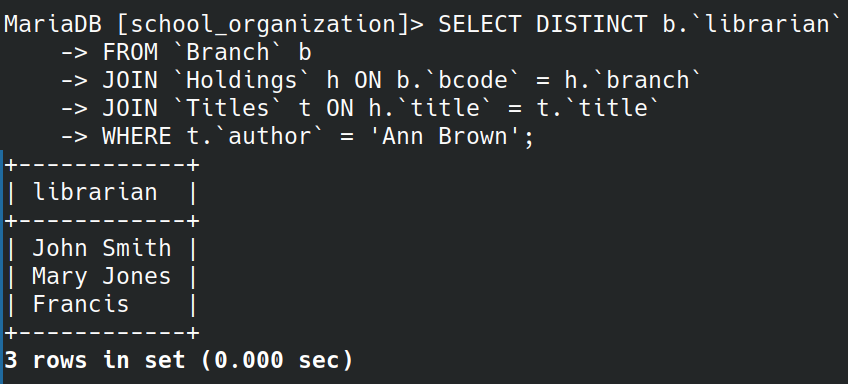 MariaDB [school_organization]> SELECT DISTINCT b.`librarian`
    -> FROM `Branch` b
    -> JOIN `Holdings` h ON b.`bcode` = h.`branch`
    -> JOIN `Titles` t ON h.`title` = t.`title`
    -> WHERE t.`author` = 'Ann Brown';
+------------+
| librarian  |
+------------+
| John Smith |
| Mary Jones |
| Francis    |
+------------+
3 rows in set (0.000 sec)